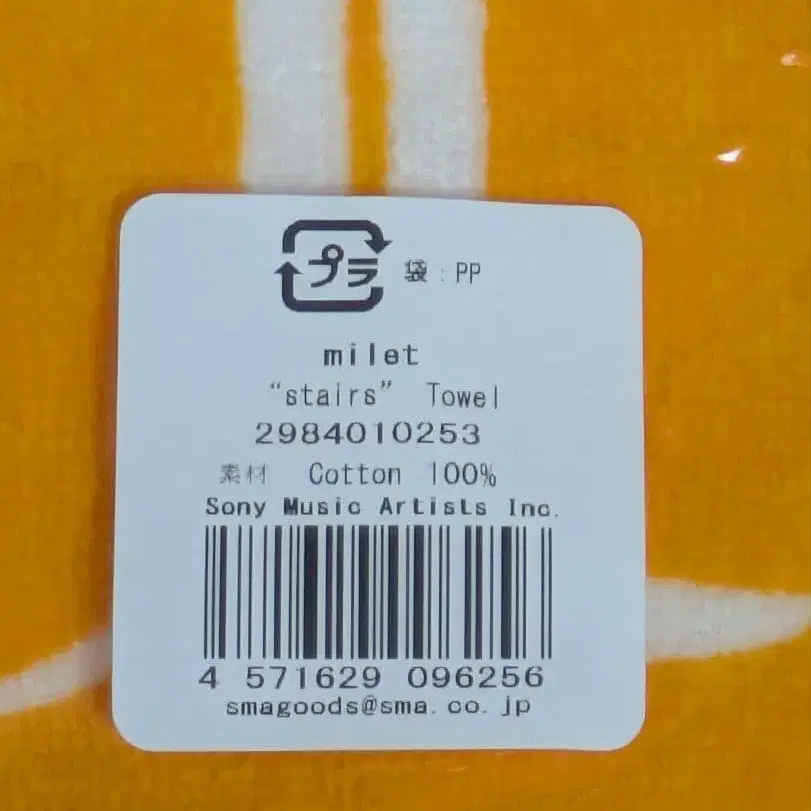 プラ 袋:PP
milet
“stairs” Towel
2984010253
素材 Cotton 100%
Sony Music Artists Inc.
4 571629 096256
smagoods@sma.co.jp